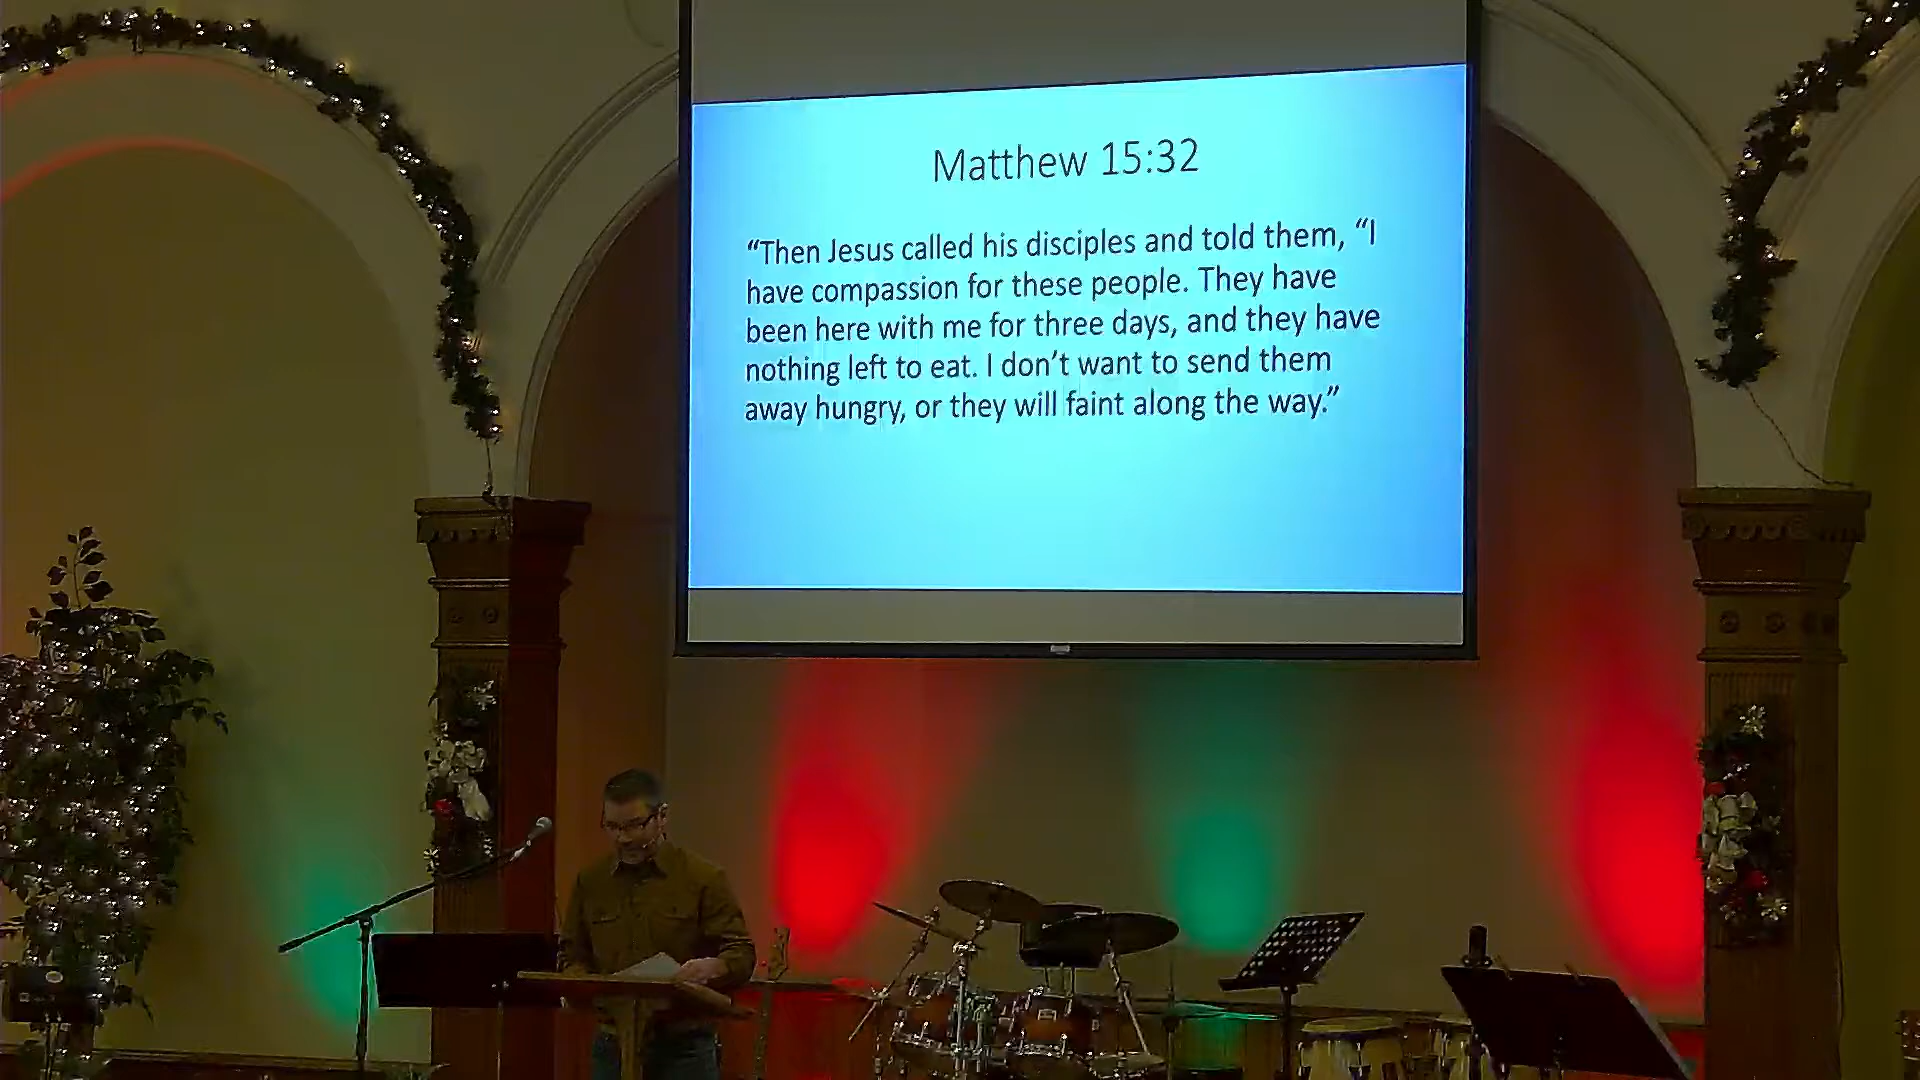 Matthew 15:32
“Then Jesus called his disciples and told them, “I
have compassion for these people. They have
been here with me for three days, and they have
nothing left to eat. I don’t want to send them
away hungry, or they will faint along the way.”